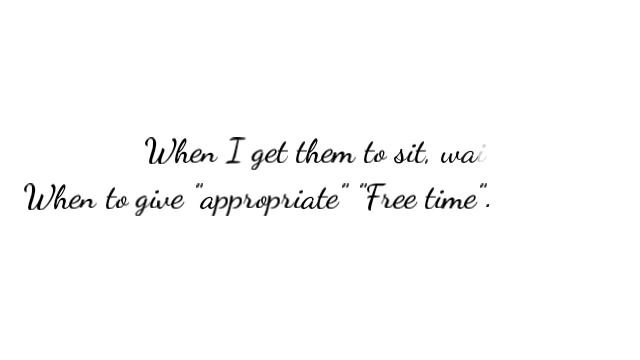 When I get them to sit, wai
When to give "appropriate" "Free time".